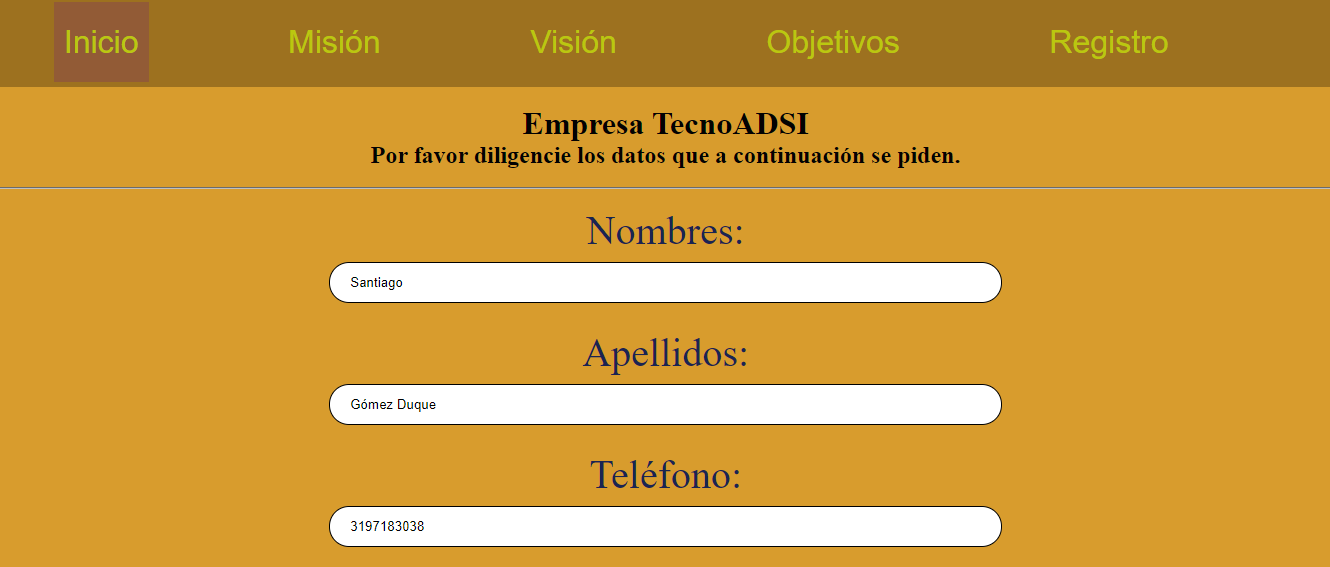 Inicio Misión Visión Objetivos Registro
Empresa TecnoADSI
Por favor diligencie los datos que a continuación se piden.
Nombres:
Santiago
Apellidos:
Gómez Duque
Teléfono:
3197183038